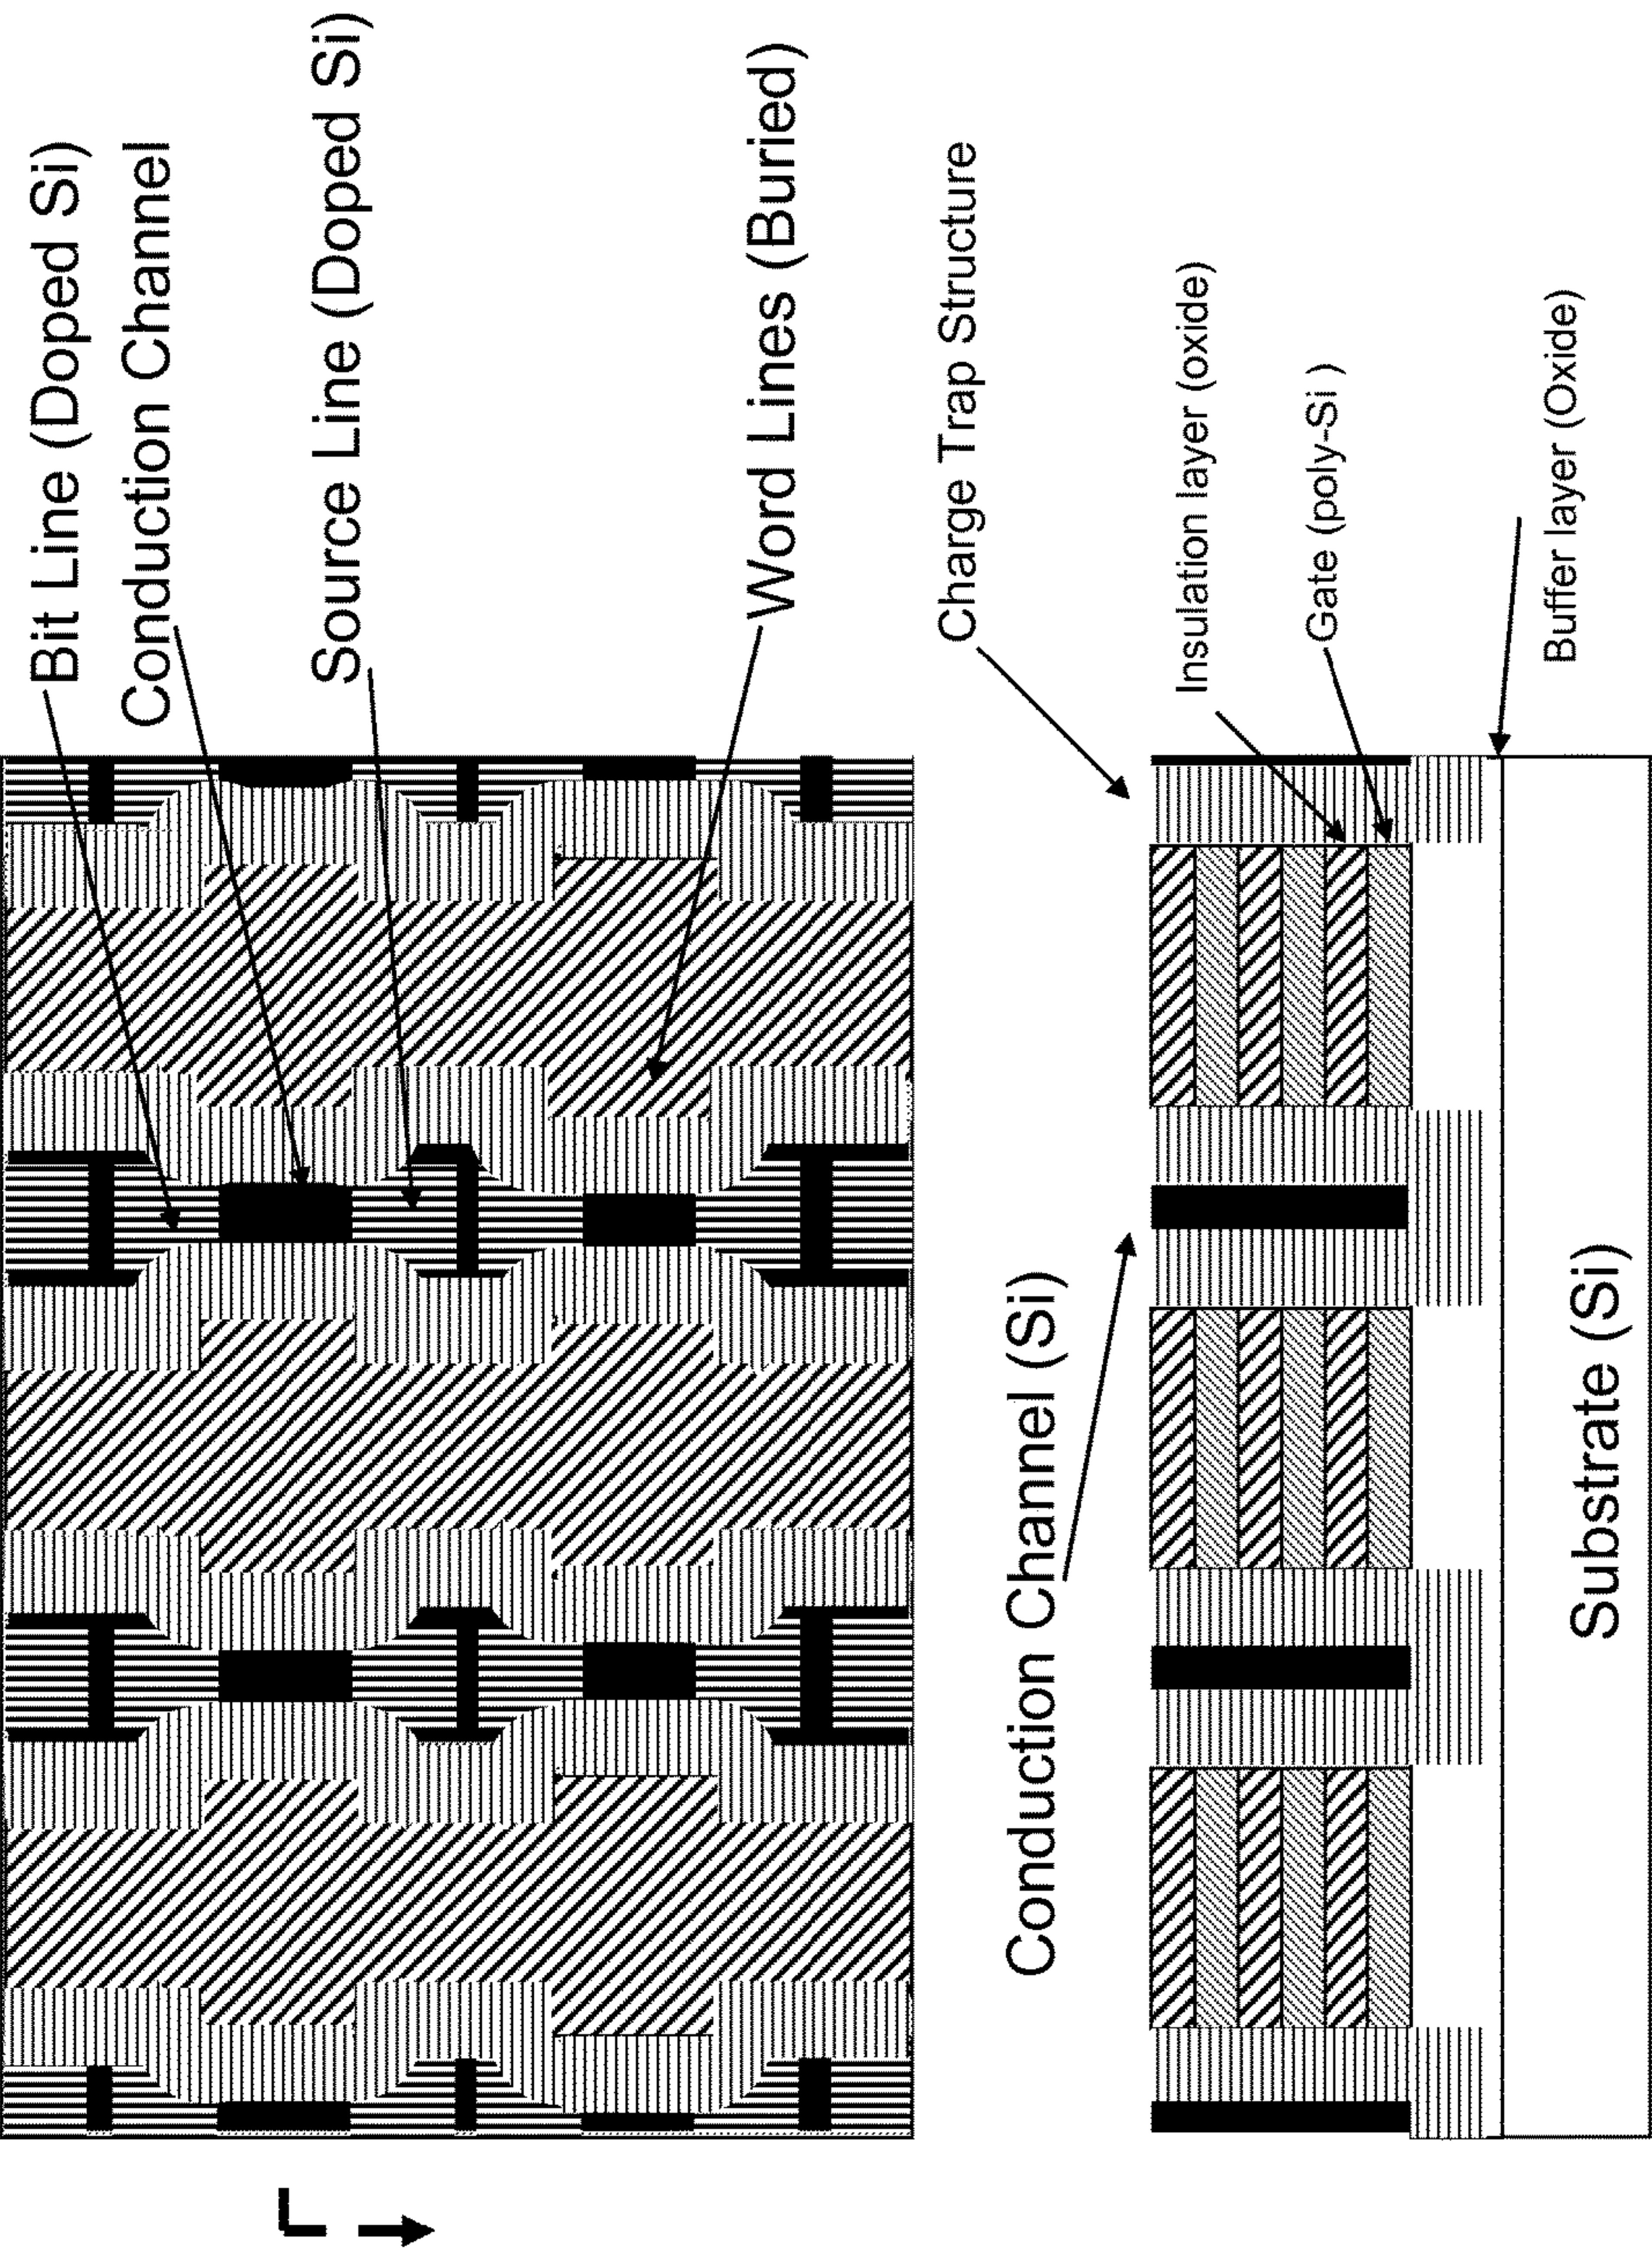 Bit Line (Doped Si)
Conduction Channel
Source Line (Doped Si)
Word Lines (Buried)
Charge Trap Structure
Conduction Channel (Si)
Insulation layer (oxide)
Gate (poly-Si )
Buffer layer (Oxide)
Substrate (Si)